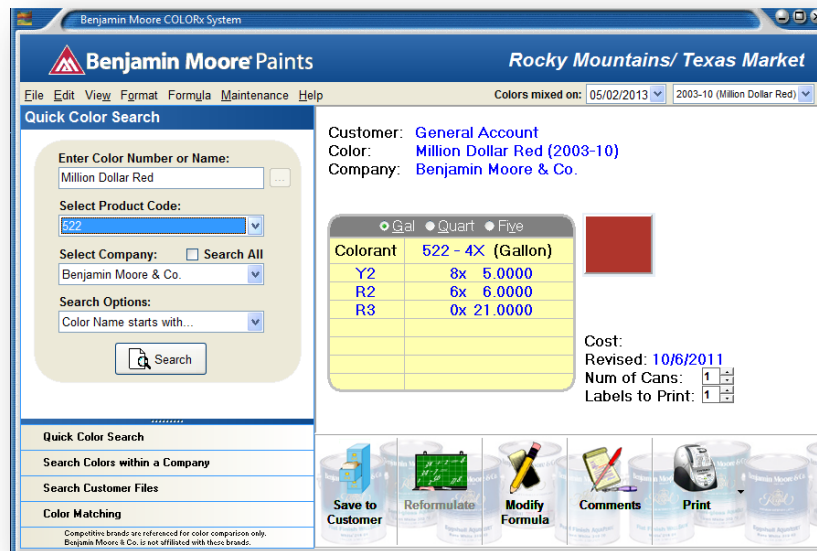 Benjamin Moore COLORx System
Benjamin Moore Paints
Rocky Mountains/ Texas Market
File Edit View Format Formula Maintenance Help
Colors mixed on: 05/02/2013 2003-10 (Million Dollar Red)
Quick Color Search
Enter Color Number or Name:
Million Dollar Red
...
Select Product Code:
522
Select Company: Search All
Benjamin Moore & Co.
Search Options:
Color Name starts with...
Search
Quick Color Search
Search Colors within a Company
Search Customer Files
Color Matching
Competitive brands are referenced for color comparison only.
Benjamin Moore & Co. is not affiliated with these brands.
Customer: General Account
Color: Million Dollar Red (2003-10)
Company: Benjamin Moore & Co.
Gal Quart Five
Colorant 522 - 4X (Gallon)
Y2 8x 5.0000
R2 6x 6.0000
R3 0x 21.0000
Cost:
Revised: 10/6/2011
Num of Cans: 1
Labels to Print: 1
Save to Customer
Reformulate
Modify Formula
Comments
Print